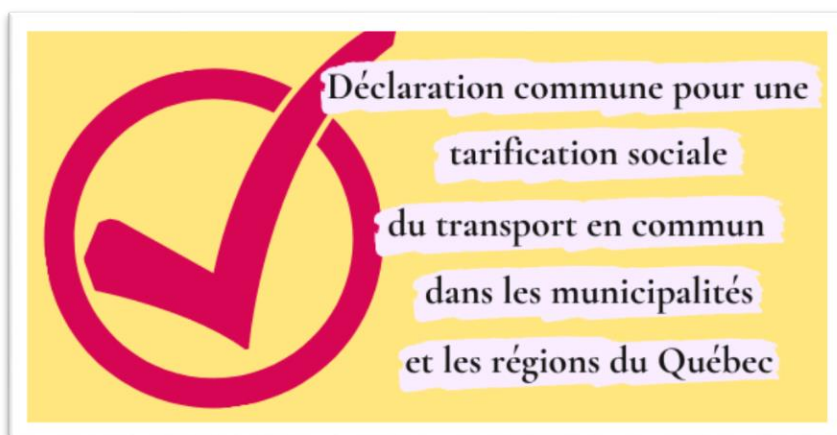 Déclaration commune pour une
tarification sociale
du transport en commun
dans les municipalités
et les régions du Québec